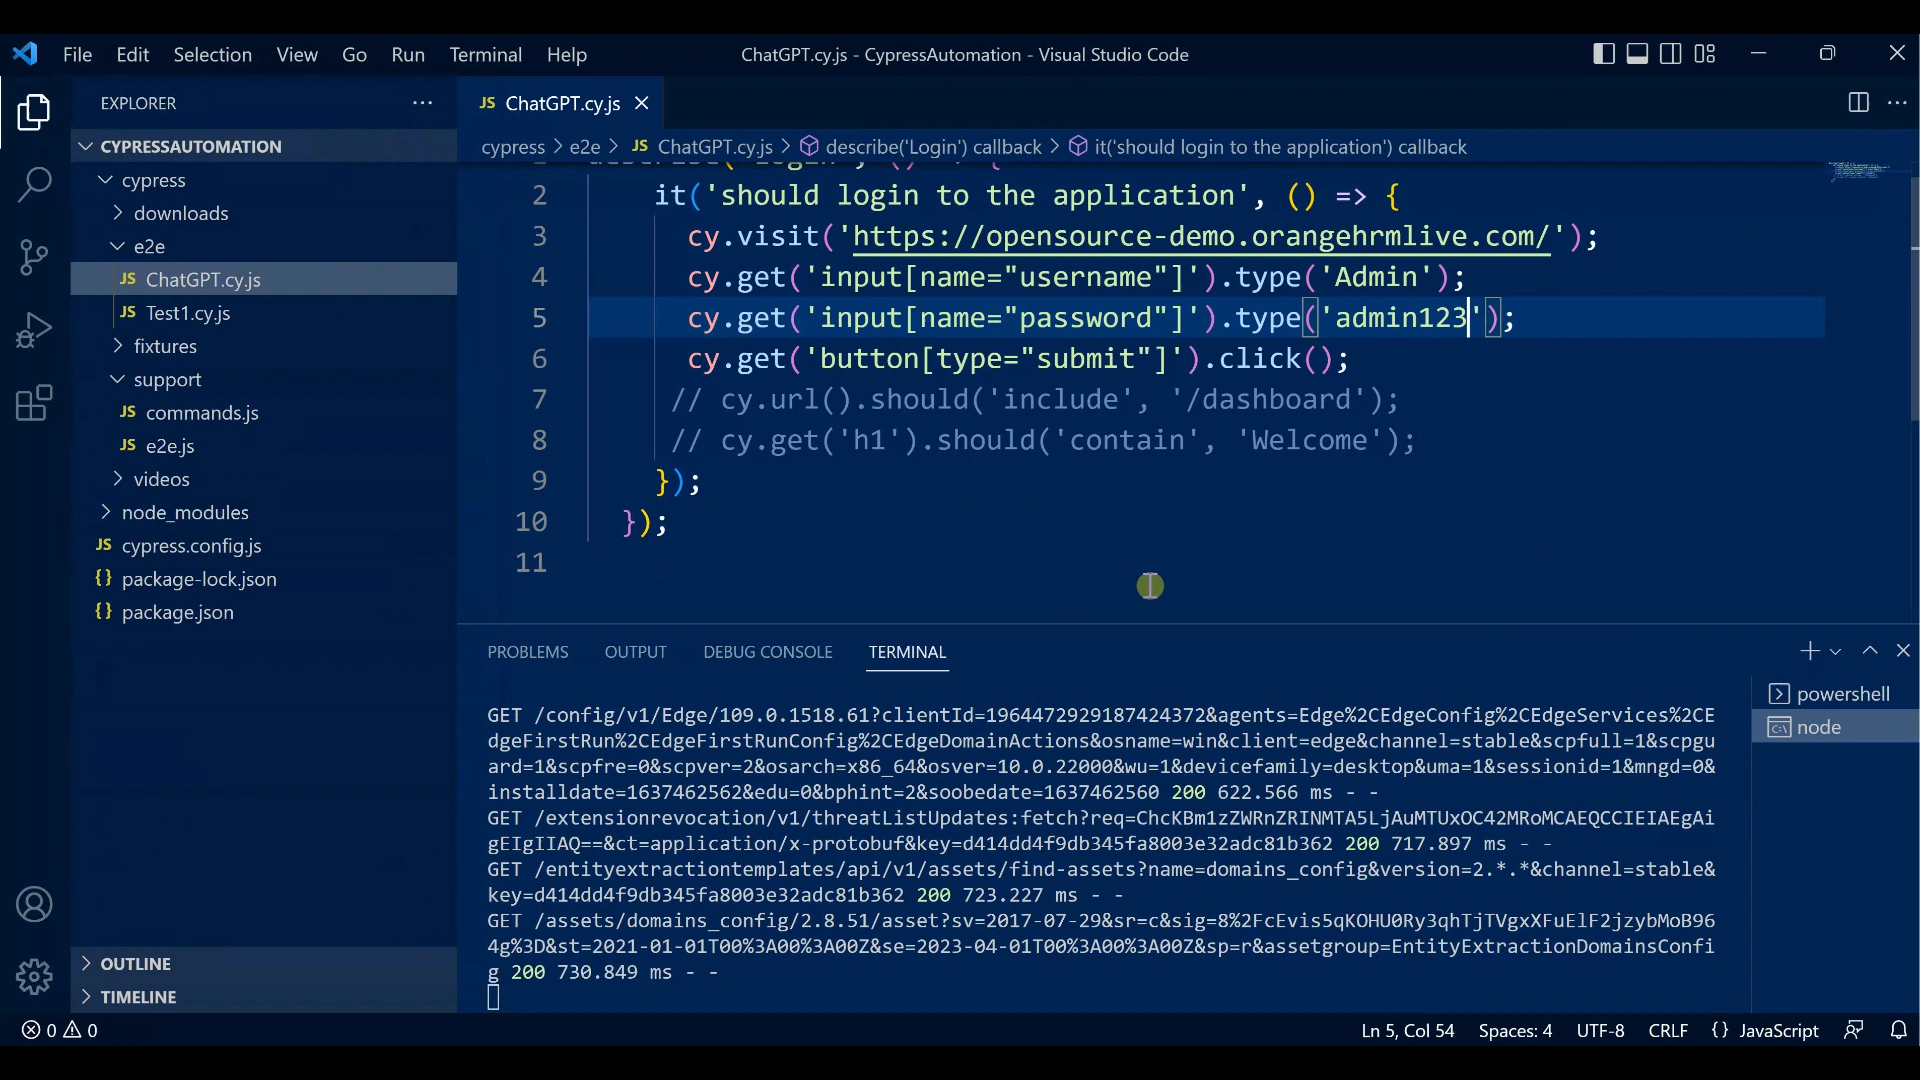 File Edit Selection View Go Run Terminal Help ChatGPT.cy.js - CypressAutomation - Visual Studio Code
EXPLORER
CYPRESSAUTOMATION
cypress
downloads
e2e
JS ChatGPT.cy.js
JS Test1.cy.js
fixtures
support
JS commands.js
JS e2e.js
videos
node_modules
JS cypress.config.js
{} package-lock.json
{} package.json
OUTLINE
TIMELINE
JS ChatGPT.cy.js
cypress > e2e > JS ChatGPT.cy.js > describe('Login') callback > it('should login to the application') callback
2 it('should login to the application', () => {
3 cy.visit('https://opensource-demo.orangehrmlive.com/');
4 cy.get('input[name="username"]').type('Admin');
5 cy.get('input[name="password"]').type('admin123');
6 cy.get('button[type="submit"]').click();
7 // cy.url().should('include', '/dashboard');
8 // cy.get('h1').should('contain', 'Welcome');
9 });
10 });
11
PROBLEMS OUTPUT DEBUG CONSOLE TERMINAL
GET /config/v1/Edge/109.0.1518.61?clientId=1964472929187424372&agents=Edge%2CEdgeConfig%2CEdgeServices%2CE
dgeFirstRun%2CEdgeFirstRunConfig%2CEdgeDomainActions&osname=win&client=edge&channel=stable&scpfull=1&scpgu
ard=1&scpfre=0&scpver=2&osarch=x86_64&osver=10.0.22000&wu=1&devicefamily=desktop&uma=1&sessionid=1&mngd=0&
installdate=1637462562&edu=0&bphint=2&soobedate=1637462560 200 622.566 ms - -
GET /extensionrevocation/v1/threatListUpdates:fetch?req=ChcKBm1zZWRnZRINMTA5LjAuMTUxOC42MRoMCAEQCCIEIAEgAi
gEIgIIAQ==&ct=application/x-protobuf&key=d414dd4f9db345fa8003e32adc81b362 200 717.897 ms - -
GET /entityextractiontemplates/api/v1/assets/find-assets?name=domains_config&version=2.*.*&channel=stable&
key=d414dd4f9db345fa8003e32adc81b362 200 723.227 ms - -
GET /assets/domains_config/2.8.51/asset?sv=2017-07-29&sr=c&sig=8%2FcEvis5qKOHU0Ry3qhTjTVgxXFuElF2jzybMoB96
4g%3D&st=2021-01-01T00%3A00%3A00Z&se=2023-04-01T00%3A00%3A00Z&sp=r&assetgroup=EntityExtractionDomainsConfi
g 200 730.849 ms - -
powershell
node
0 0 Ln 5, Col 54 Spaces: 4 UTF-8 CRLF {} JavaScript